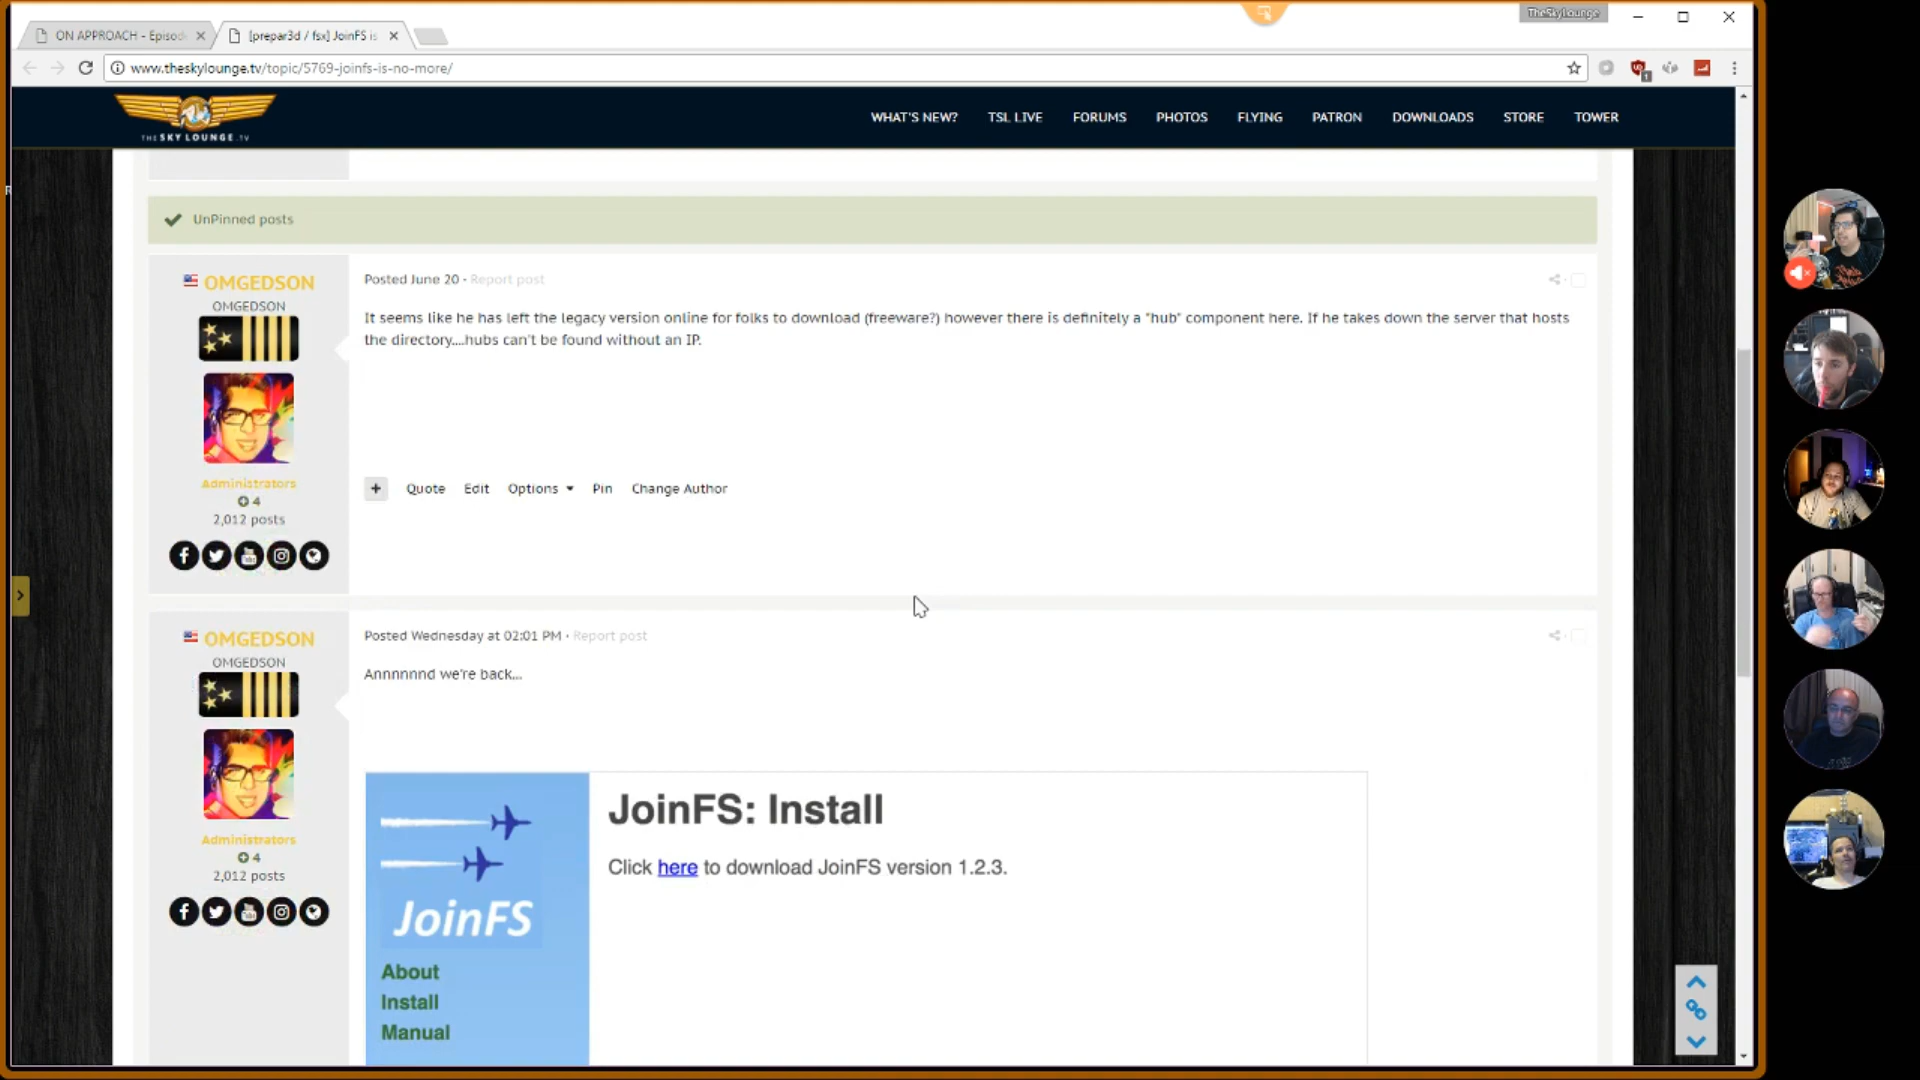 TheSkyLounge
ON APPROACH - Episod
[prepar3d / fsx] JoinFS is
www.theskylounge.tv/topic/5769-joinfs-is-no-more/
THE SKY LOUNGE .TV
WHAT'S NEW?
TSL LIVE
FORUMS
PHOTOS
FLYING
PATRON
DOWNLOADS
STORE
TOWER
R
UnPinned posts
OMGEDSON
OMGEDSON
Administrators
4
2,012 posts
Posted June 20 · Report post
It seems like he has left the legacy version online for folks to download (freeware?) however there is definitely a "hub" component here. If he takes down the server that hosts
the directory....hubs can't be found without an IP.
+ Quote Edit Options Pin Change Author
OMGEDSON
OMGEDSON
Administrators
4
2,012 posts
Posted Wednesday at 02:01 PM · Report post
Annnnnnd we're back...
JoinFS
About
Install
Manual
JoinFS: Install
Click here to download JoinFS version 1.2.3.